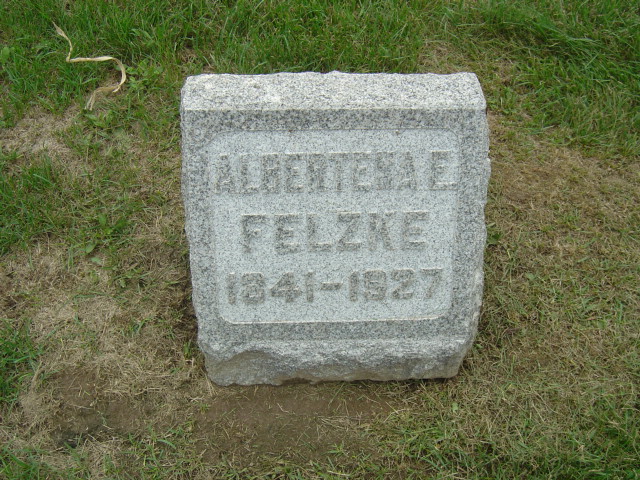 ALBERTENA E.
FELZKE
1841-1927